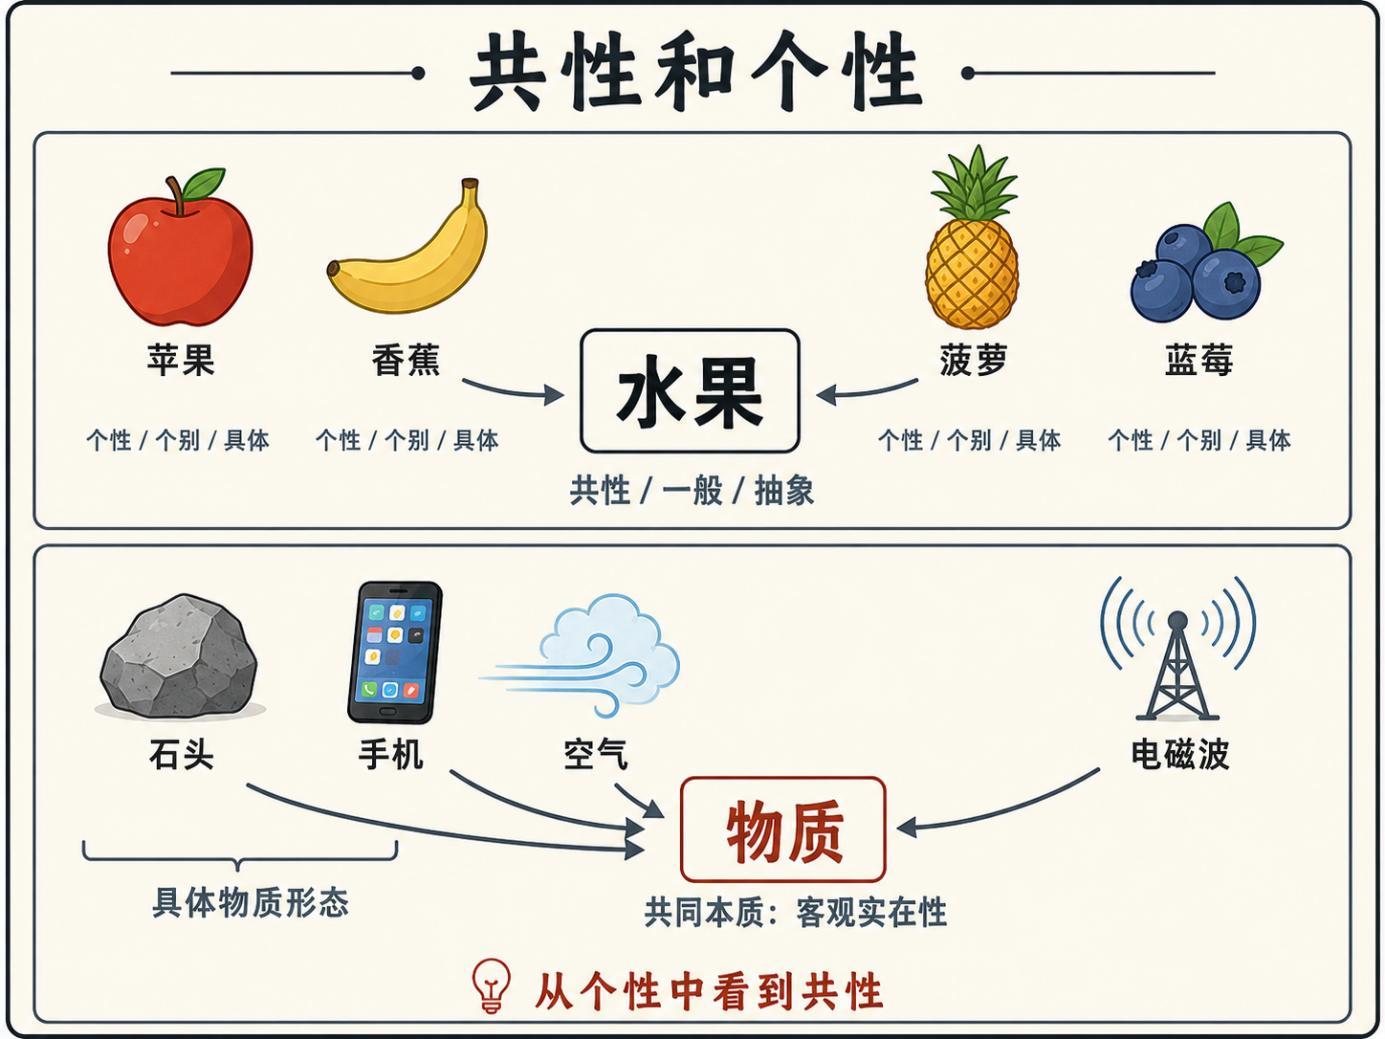 共性和个性
苹果
香蕉
菠萝
蓝莓
水果
个性 / 个别 / 具体
个性 / 个别 / 具体
个性 / 个别 / 具体
个性 / 个别 / 具体
共性 / 一般 / 抽象
石头
手机
空气
电磁波
物质
具体物质形态
共同本质：客观实在性
从个性中看到共性